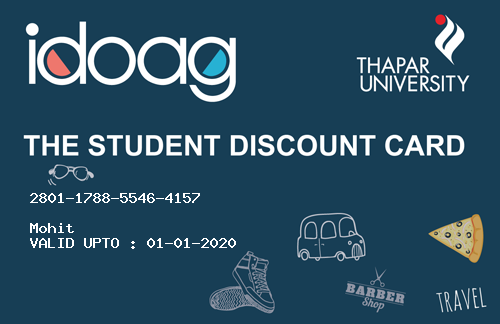 idoag
THAPAR
UNIVERSITY
THE STUDENT DISCOUNT CARD
2801-1788-5546-4157
Mohit
VALID UPTO : 01-01-2020
BARBER
Shop
TRAVEL